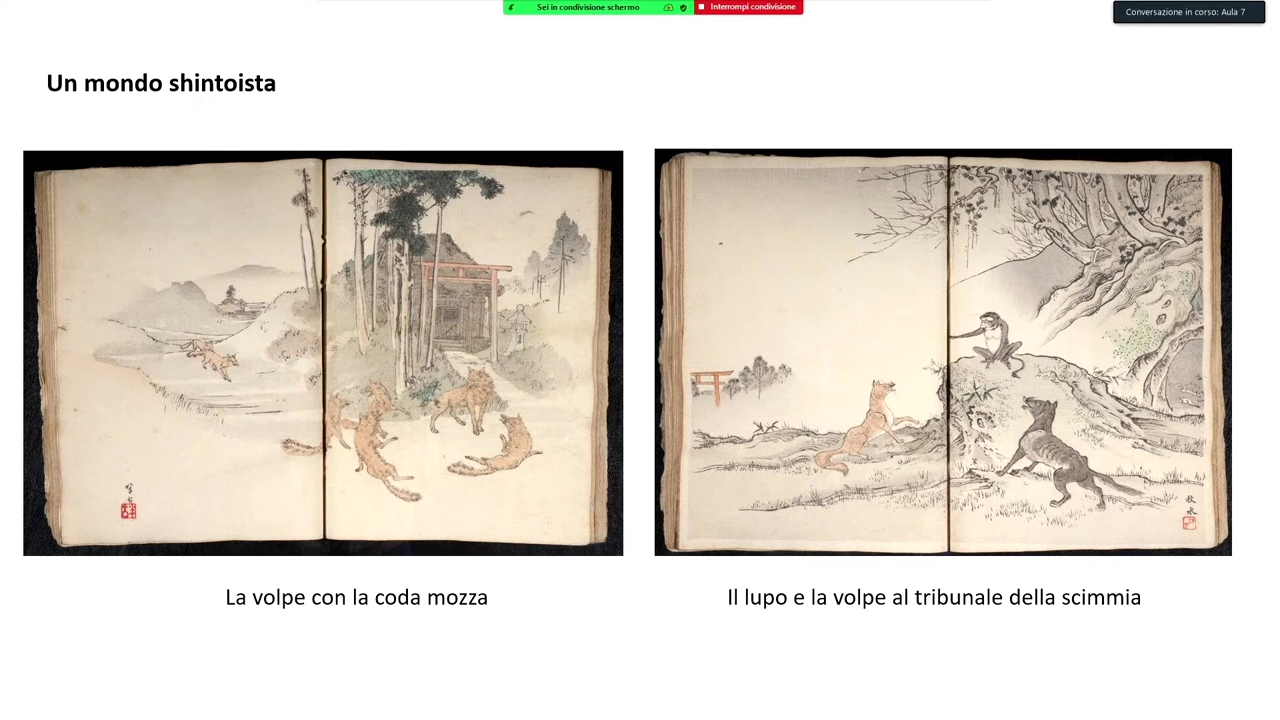 Sei in condivisione schermo
Interrompi condivisione
Conversazione in corso: Aula 7
Un mondo shintoista
La volpe con la coda mozza
Il lupo e la volpe al tribunale della scimmia